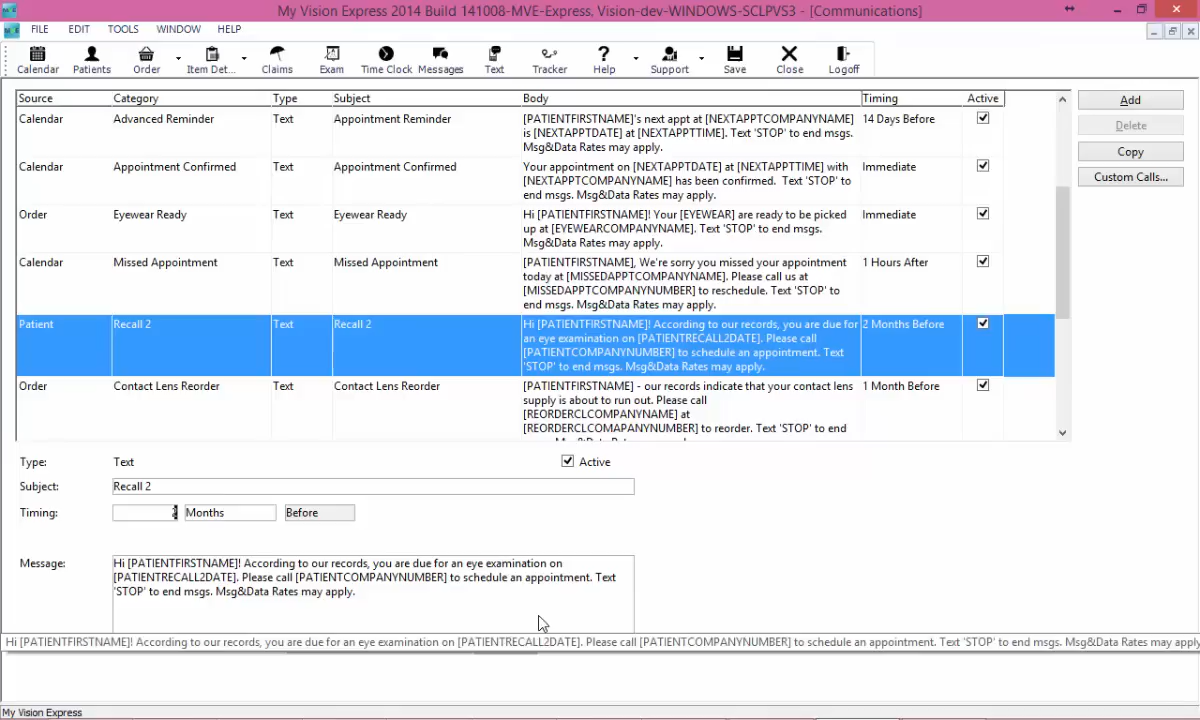 My Vision Express 2014 Build 141008-MVE-Express, Vision-dev-WINDOWS-SCLPVS3 - [Communications]
FILE EDIT TOOLS WINDOW HELP
Calendar Patients Order Item Det... Claims Exam Time Clock Messages Text Tracker Help Support Save Close Logoff
Source Category Type Subject Body Timing Active
Calendar Advanced Reminder Text Appointment Reminder [PATIENTFIRSTNAME]'s next appt at [NEXTAPPTCOMPANYNAME] 14 Days Before
is [NEXTAPPTDATE] at [NEXTAPPTTIME]. Text 'STOP' to end msgs.
Msg&Data Rates may apply.
Calendar Appointment Confirmed Text Appointment Confirmed Your appointment on [NEXTAPPTDATE] at [NEXTAPPTTIME] with Immediate
[NEXTAPPTCOMPANYNAME] has been confirmed. Text 'STOP' to
end msgs. Msg&Data Rates may apply.
Order Eyewear Ready Text Eyewear Ready Hi [PATIENTFIRSTNAME]! Your [EYEWEAR] are ready to be picked Immediate
up at [EYEWEARCOMPANYNAME]. Text 'STOP' to end msgs.
Msg&Data Rates may apply.
Calendar Missed Appointment Text Missed Appointment [PATIENTFIRSTNAME], We're sorry you missed your appointment 1 Hours After
today at [MISSEDAPPTCOMPANYNAME]. Please call us at
[MISSEDAPPTCOMPANYNUMBER] to reschedule. Text 'STOP' to
end msgs. Msg&Data Rates may apply.
Patient Recall 2 Text Recall 2 Hi [PATIENTFIRSTNAME]! According to our records, you are due for 2 Months Before
an eye examination on [PATIENTRECALL2DATE]. Please call
[PATIENTCOMPANYNUMBER] to schedule an appointment. Text
'STOP' to end msgs. Msg&Data Rates may apply.
Order Contact Lens Reorder Text Contact Lens Reorder [PATIENTFIRSTNAME] - our records indicate that your contact lens 1 Month Before
supply is about to run out. Please call
[REORDERCLCOMPANYNAME] at
[REORDERCLCOMAPANYNUMBER] to reorder. Text 'STOP' to end
Add
Delete
Copy
Custom Calls...
Type: Text Active
Subject: Recall 2
Timing: Months Before
Message: Hi [PATIENTFIRSTNAME]! According to our records, you are due for an eye examination on
[PATIENTRECALL2DATE]. Please call [PATIENTCOMPANYNUMBER] to schedule an appointment. Text
'STOP' to end msgs. Msg&Data Rates may apply.
Hi [PATIENTFIRSTNAME]! According to our records, you are due for an eye examination on [PATIENTRECALL2DATE]. Please call [PATIENTCOMPANYNUMBER] to schedule an appointment. Text 'STOP' to end msgs. Msg&Data Rates may apply
My Vision Express